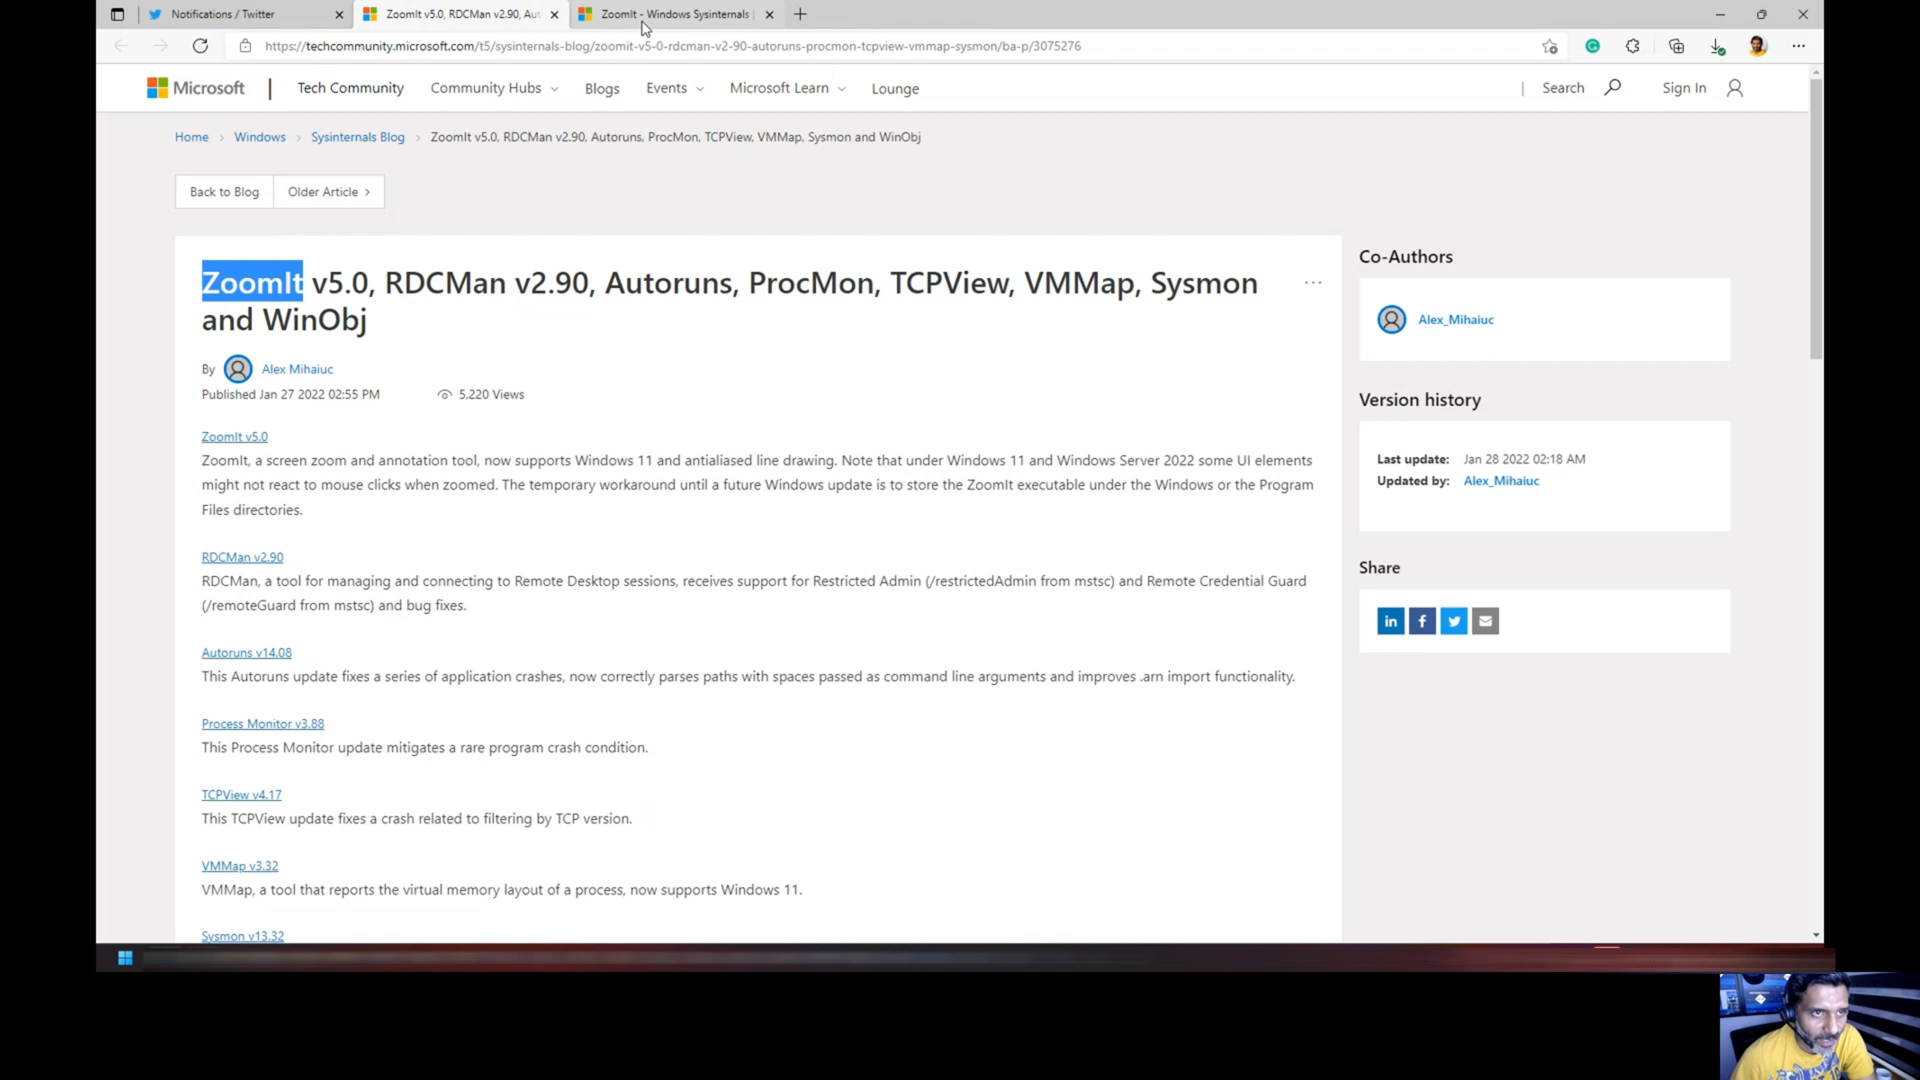 Notifications / Twitter
ZoomIt v5.0, RDCMan v2.90, Aut
ZoomIt - Windows Sysinternals
https://techcommunity.microsoft.com/t5/sysinternals-blog/zoomit-v5-0-rdcman-v2-90-autoruns-procmon-tcpview-vmmap-sysmon/ba-p/3075276
Microsoft | Tech Community Community Hubs Blogs Events Microsoft Learn Lounge | Search Sign In
Home > Windows > Sysinternals Blog > ZoomIt v5.0, RDCMan v2.90, Autoruns, ProcMon, TCPView, VMMap, Sysmon and WinObj
Back to Blog Older Article >
ZoomIt v5.0, RDCMan v2.90, Autoruns, ProcMon, TCPView, VMMap, Sysmon
and WinObj
By Alex Mihaiuc
Published Jan 27 2022 02:55 PM 5,220 Views
ZoomIt v5.0
ZoomIt, a screen zoom and annotation tool, now supports Windows 11 and antialiased line drawing. Note that under Windows 11 and Windows Server 2022 some UI elements
might not react to mouse clicks when zoomed. The temporary workaround until a future Windows update is to store the ZoomIt executable under the Windows or the Program
Files directories.
RDCMan v2.90
RDCMan, a tool for managing and connecting to Remote Desktop sessions, receives support for Restricted Admin (/restrictedAdmin from mstsc) and Remote Credential Guard
(/remoteGuard from mstsc) and bug fixes.
Autoruns v14.08
This Autoruns update fixes a series of application crashes, now correctly parses paths with spaces passed as command line arguments and improves .arn import functionality.
Process Monitor v3.88
This Process Monitor update mitigates a rare program crash condition.
TCPView v4.17
This TCPView update fixes a crash related to filtering by TCP version.
VMMap v3.32
VMMap, a tool that reports the virtual memory layout of a process, now supports Windows 11.
Sysmon v13.32
Co-Authors
Alex_Mihaiuc
Version history
Last update: Jan 28 2022 02:18 AM
Updated by: Alex_Mihaiuc
Share